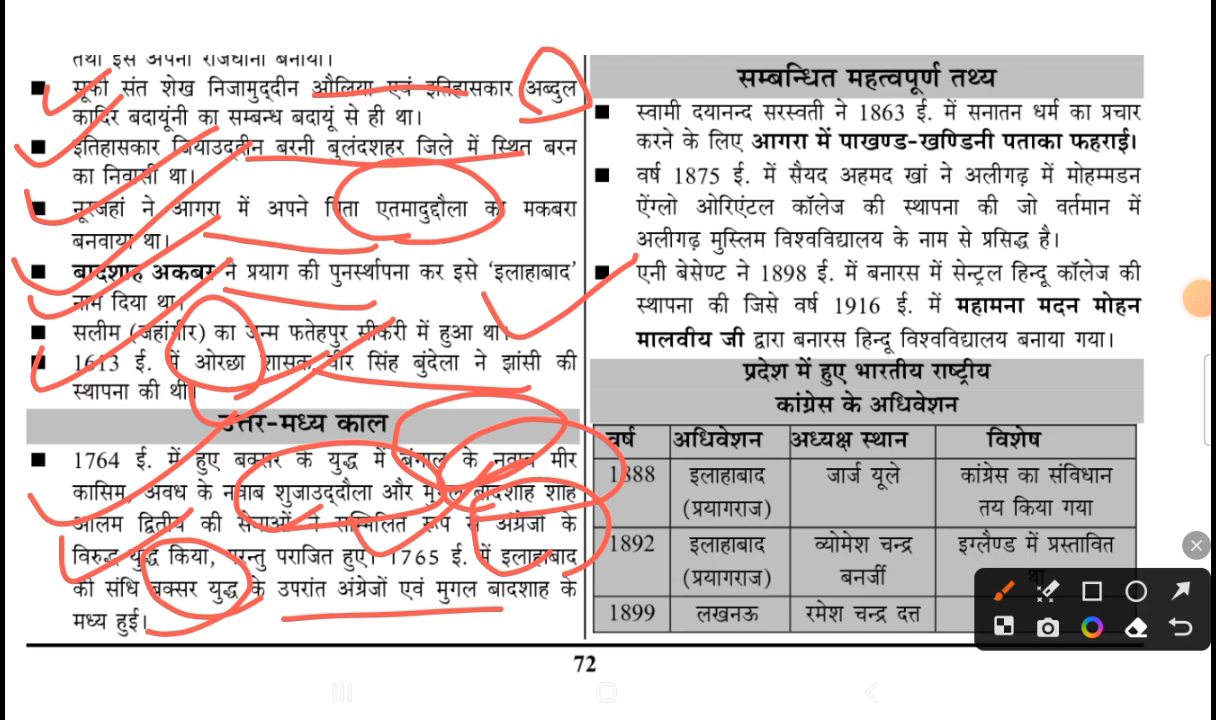 तथा इसे अपनी राजधानी बनाया।
■ सूफी संत शेख निजामुद्दीन औलिया एवं इतिहासकार अब्दुल
कादिर बदायूंनी का सम्बन्ध बदायूं से ही था।
■ इतिहासकार जियाउद्दीन बरनी बुलंदशहर जिले में स्थित बरन
का निवासी था।
■ नूरजहां ने आगरा में अपने पिता एतमादुद्दौला का मकबरा
बनवाया था।
■ बादशाह अकबर ने प्रयाग की पुनर्स्थापना कर इसे ‘इलाहाबाद’
नाम दिया था।
■ सलीम (जहांगीर) का जन्म फतेहपुर सीकरी में हुआ था।
■ 1613 ई. में ओरछा शासक वीर सिंह बुंदेला ने झांसी की
स्थापना की थी।
उत्तर-मध्य काल
■ 1764 ई. में हुए बक्सर के युद्ध में बंगाल के नवाब मीर
कासिम, अवध के नवाब शुजाउद्दौला और मुगल बादशाह शाह
आलम द्वितीय की सेनाओं ने सम्मिलित रूप से अंग्रेजों के
विरुद्ध युद्ध किया, परन्तु पराजित हुए। 1765 ई. में इलाहाबाद
की संधि बक्सर युद्ध के उपरांत अंग्रेजों एवं मुगल बादशाह के
मध्य हुई।
सम्बन्धित महत्वपूर्ण तथ्य
■ स्वामी दयानन्द सरस्वती ने 1863 ई. में सनातन धर्म का प्रचार
करने के लिए आगरा में पाखण्ड-खण्डिनी पताका फहराई।
■ वर्ष 1875 ई. में सैयद अहमद खां ने अलीगढ़ में मोहम्मडन
ऐंग्लो ओरिएंटल कॉलेज की स्थापना की जो वर्तमान में
अलीगढ़ मुस्लिम विश्वविद्यालय के नाम से प्रसिद्ध है।
■ एनी बेसेण्ट ने 1898 ई. में बनारस में सेन्ट्रल हिन्दू कॉलेज की
स्थापना की जिसे वर्ष 1916 ई. में महामना मदन मोहन
मालवीय जी द्वारा बनारस हिन्दू विश्वविद्यालय बनाया गया।
प्रदेश में हुए भारतीय राष्ट्रीय
कांग्रेस के अधिवेशन
वर्ष अधिवेशन अध्यक्ष स्थान विशेष
1888 इलाहाबाद जार्ज यूले कांग्रेस का संविधान
(प्रयागराज) तय किया गया
1892 इलाहाबाद व्योमेश चन्द्र इग्लैण्ड में प्रस्तावित
(प्रयागराज) बनर्जी था
1899 लखनऊ रमेश चन्द्र दत्त
72